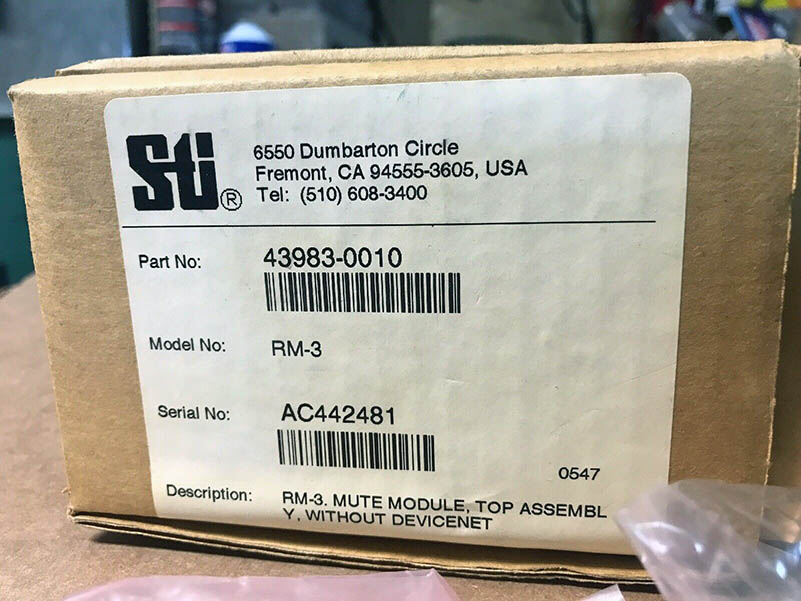 Sti ®
6550 Dumbarton Circle
Fremont, CA 94555-3605, USA
Tel: (510) 608-3400
Part No: 43983-0010
Model No: RM-3
Serial No: AC442481
0547
Description: RM-3. MUTE MODULE, TOP ASSEMBL
Y, WITHOUT DEVICENET